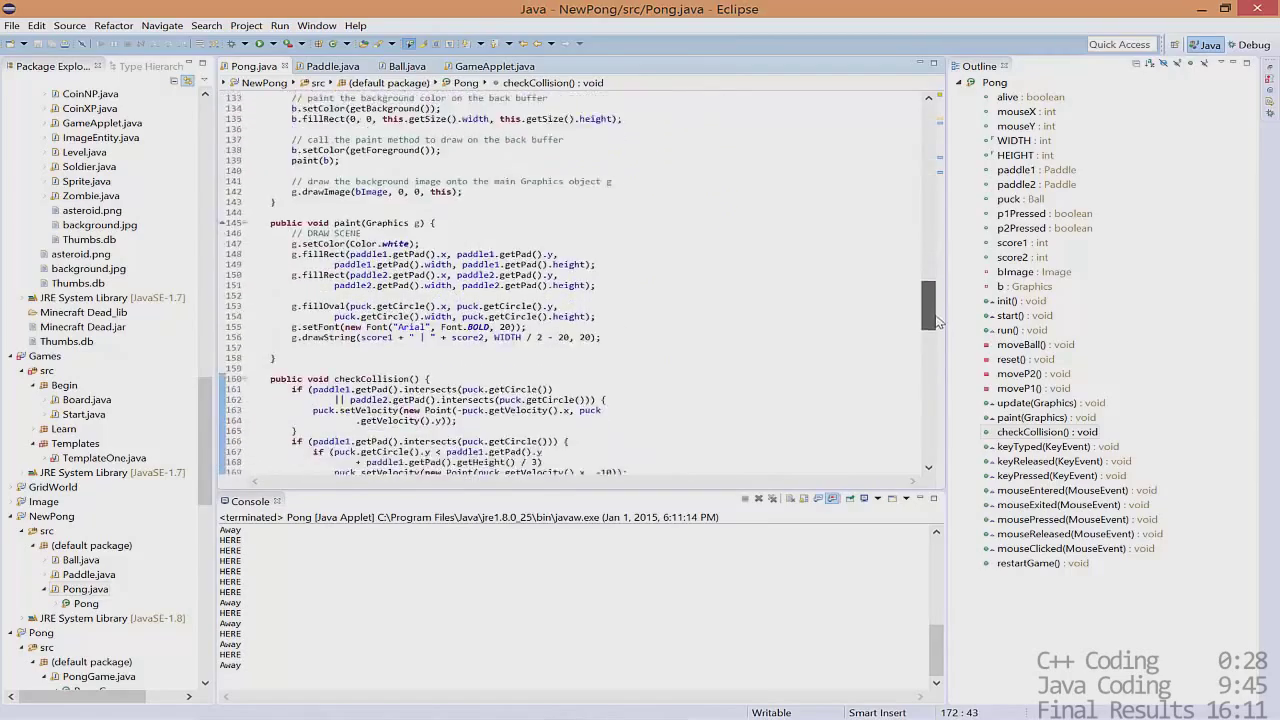 Java - NewPong/src/Pong.java - Eclipse
File Edit Source Refactor Navigate Search Project Run Window Help
Quick Access Java Debug
Package Explo... Type Hierarch
Pong.java Paddle.java Ball.java GameApplet.java
Outline
NewPong src (default package) Pong checkCollision() : void
CoinNP.java
CoinXP.java
GameApplet.java
ImageEntity.java
Level.java
Soldier.java
Sprite.java
Zombie.java
asteroid.png
background.jpg
Thumbs.db
asteroid.png
background.jpg
Thumbs.db
JRE System Library [JavaSE-1.7]
Minecraft Dead_lib
Minecraft Dead.jar
Thumbs.db
Games
src
Begin
Board.java
Start.java
Learn
Templates
TemplateOne.java
JRE System Library [JavaSE-1.7]
GridWorld
Image
NewPong
src
(default package)
Ball.java
Paddle.java
Pong.java
Pong
JRE System Library [JavaSE-1.8]
Pong
src
(default package)
PongGame.java
133 // paint the background color on the back buffer
134 b.setColor(getBackground());
135 b.fillRect(0, 0, this.getSize().width, this.getSize().height);
136
137 // call the paint method to draw on the back buffer
138 b.setColor(getForeground());
139 paint(b);
140
141 // draw the background image onto the main Graphics object g
142 g.drawImage(bImage, 0, 0, this);
143 }
144
145 public void paint(Graphics g) {
146 // DRAW SCENE
147 g.setColor(Color.white);
148 g.fillRect(paddle1.getPad().x, paddle1.getPad().y,
149 paddle1.getPad().width, paddle1.getPad().height);
150 g.fillRect(paddle2.getPad().x, paddle2.getPad().y,
151 paddle2.getPad().width, paddle2.getPad().height);
152
153 g.fillOval(puck.getCircle().x, puck.getCircle().y,
154 puck.getCircle().width, puck.getCircle().height);
155 g.setFont(new Font("Arial", Font.BOLD, 20));
156 g.drawString(score1 + " | " + score2, WIDTH / 2 - 20, 20);
157
158 }
159
160 public void checkCollision() {
161 if (paddle1.getPad().intersects(puck.getCircle())
162 || paddle2.getPad().intersects(puck.getCircle())) {
163 puck.setVelocity(new Point(-puck.getVelocity().x, puck
164 .getVelocity().y));
165 }
166 if (paddle1.getPad().intersects(puck.getCircle())) {
167 if (puck.getCircle().y < paddle1.getPad().y
168 + paddle1.getPad().getHeight() / 3)
169 puck.setVelocity(new Point(puck.getVelocity().x, -10));
Console
<terminated> Pong [Java Applet] C:\Program Files\Java\jre1.8.0_25\bin\javaw.exe (Jan 1, 2015, 6:11:14 PM)
Away
HERE
HERE
HERE
HERE
HERE
HERE
Away
HERE
Away
HERE
Away
HERE
Away
Pong
alive : boolean
mouseX : int
mouseY : int
WIDTH : int
HEIGHT : int
paddle1 : Paddle
paddle2 : Paddle
puck : Ball
p1Pressed : boolean
p2Pressed : boolean
score1 : int
score2 : int
bImage : Image
b : Graphics
init() : void
start() : void
run() : void
moveBall() : void
reset() : void
moveP2() : void
moveP1() : void
update(Graphics) : void
paint(Graphics) : void
checkCollision() : void
keyTyped(KeyEvent) : void
keyReleased(KeyEvent) : void
keyPressed(KeyEvent) : void
mouseEntered(MouseEvent) : void
mouseExited(MouseEvent) : void
mousePressed(MouseEvent) : void
mouseReleased(MouseEvent) : void
mouseClicked(MouseEvent) : void
restartGame() : void
C++ Coding 0:28
Java Coding 9:45
Final Results 16:11
Writable Smart Insert 172 : 43